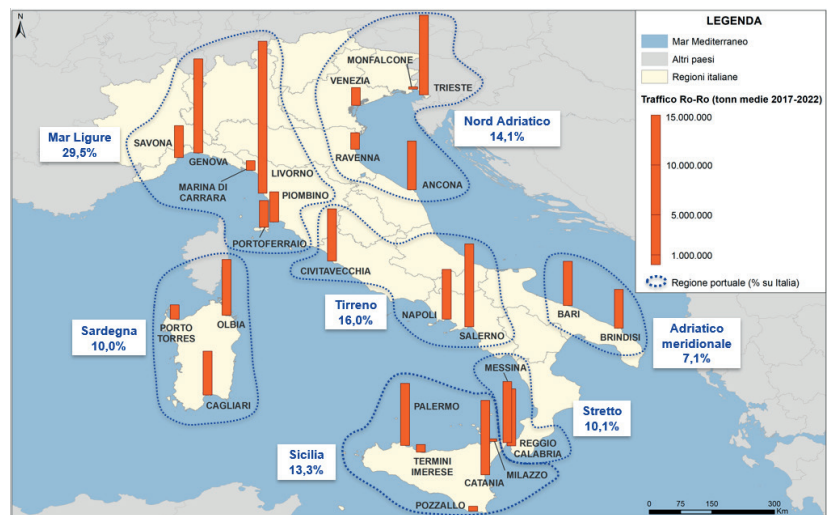 N
LEGENDA
Mar Mediterraneo
Altri paesi
Regioni italiane
Traffico Ro-Ro (tonn medie 2017-2022)
15.000.000
10.000.000
5.000.000
1.000.000
Regione portuale (% su Italia)
Mar Ligure
29,5%
SAVONA
GENOVA
MARINA DI
CARRARA
LIVORNO
PIOMBINO
PORTOFERRAIO
MONFALCONE
VENEZIA
TRIESTE
RAVENNA
ANCONA
Nord Adriatico
14,1%
CIVITAVECCHIA
Tirreno
16,0%
NAPOLI
SALERNO
BARI
BRINDISI
Adriatico
meridionale
7,1%
Sardegna
10,0%
PORTO
TORRES
OLBIA
CAGLIARI
MESSINA
REGGIO
CALABRIA
Stretto
10,1%
Sicilia
13,3%
PALERMO
TERMINI
IMERESE
CATANIA
MILAZZO
POZZALLO
0 75 150 300
Km